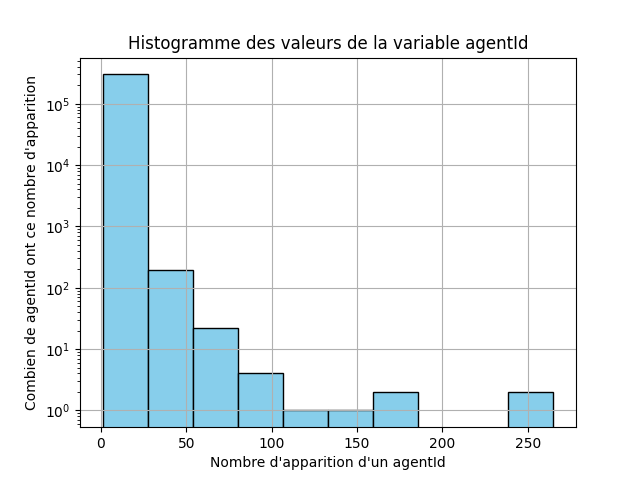 Histogramme des valeurs de la variable agentId
Combien de agentId ont ce nombre d'apparition
10^5
10^4
10^3
10^2
10^1
10^0
0 50 100 150 200 250
Nombre d'apparition d'un agentId